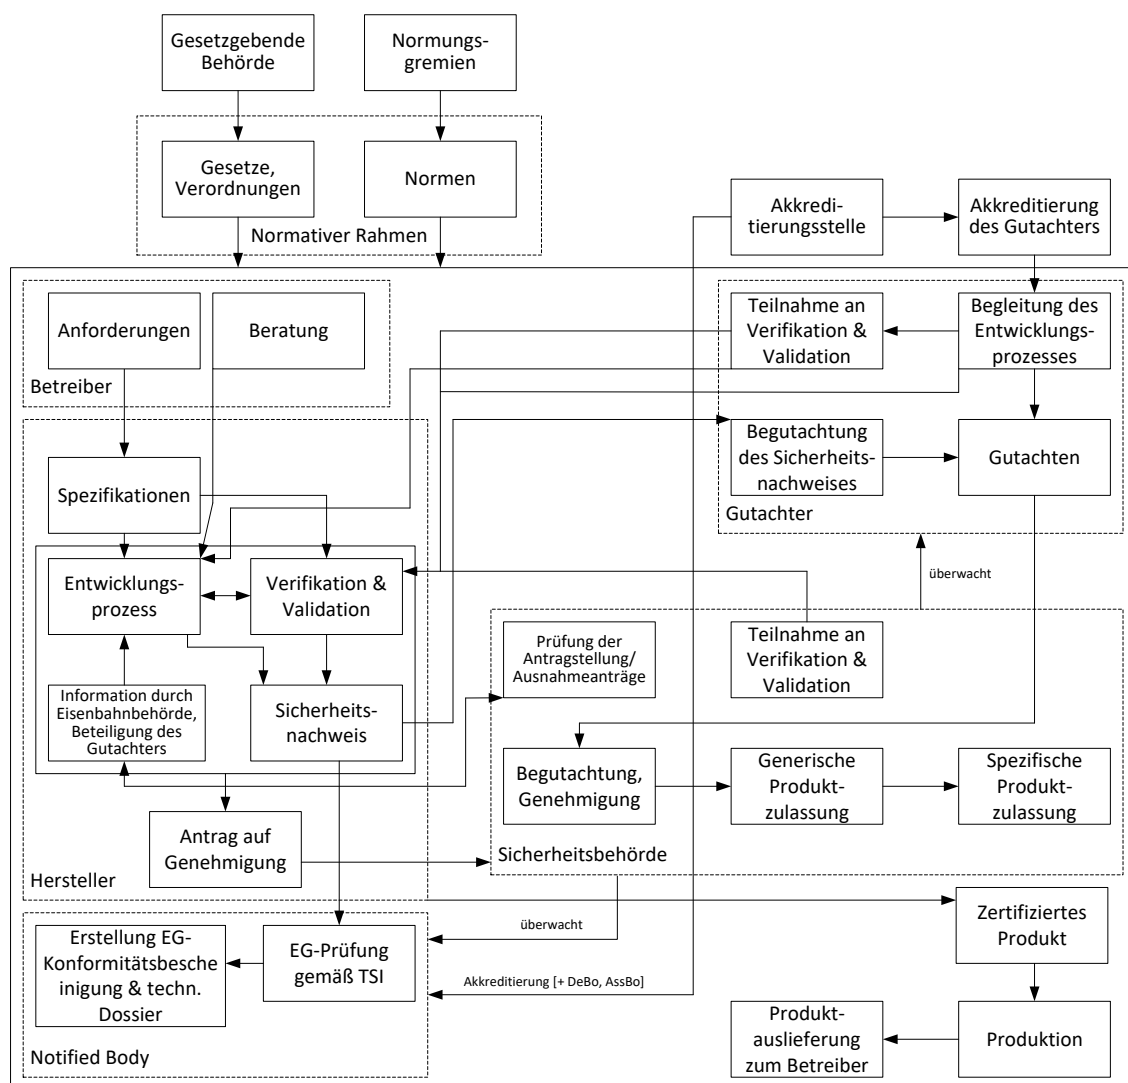 Gesetzgebende
Behörde
Normungs-
gremien
Gesetze,
Verordnungen
Normen
Normativer Rahmen
Akkredi-
tierungsstelle
Akkreditierung
des Gutachters
Anforderungen
Beratung
Betreiber
Teilnahme an
Verifikation &
Validation
Begleitung des
Entwicklungs-
prozesses
Begutachtung
des Sicherheits-
nachweises
Gutachten
Gutachter
Spezifikationen
Entwicklungs-
prozess
Verifikation &
Validation
Information durch
Eisenbahnbehörde,
Beteiligung des
Gutachters
Sicherheits-
nachweis
Antrag auf
Genehmigung
Hersteller
überwacht
Prüfung der
Antragstellung/
Ausnahmeanträge
Teilnahme an
Verifikation &
Validation
Begutachtung,
Genehmigung
Generische
Produkt-
zulassung
Spezifische
Produkt-
zulassung
Sicherheitsbehörde
überwacht
Akkreditierung [+ DeBo, AssBo]
Erstellung EG-
Konformitätsbesche
inigung & techn.
Dossier
EG-Prüfung
gemäß TSI
Notified Body
Zertifiziertes
Produkt
Produkt-
auslieferung
zum Betreiber
Produktion